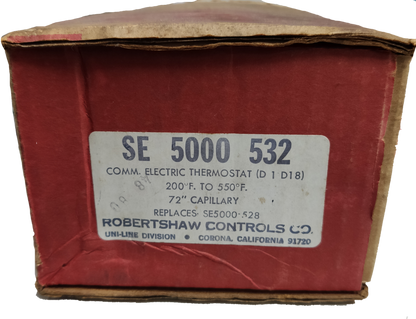 SE 5000 532
COMM. ELECTRIC THERMOSTAT (D 1 D18)
200°F. TO 550°F.
72" CAPILLARY
REPLACES: SE5000-528
ROBERTSHAW CONTROLS CO.
UNI-LINE DIVISION • CORONA, CALIFORNIA 91720